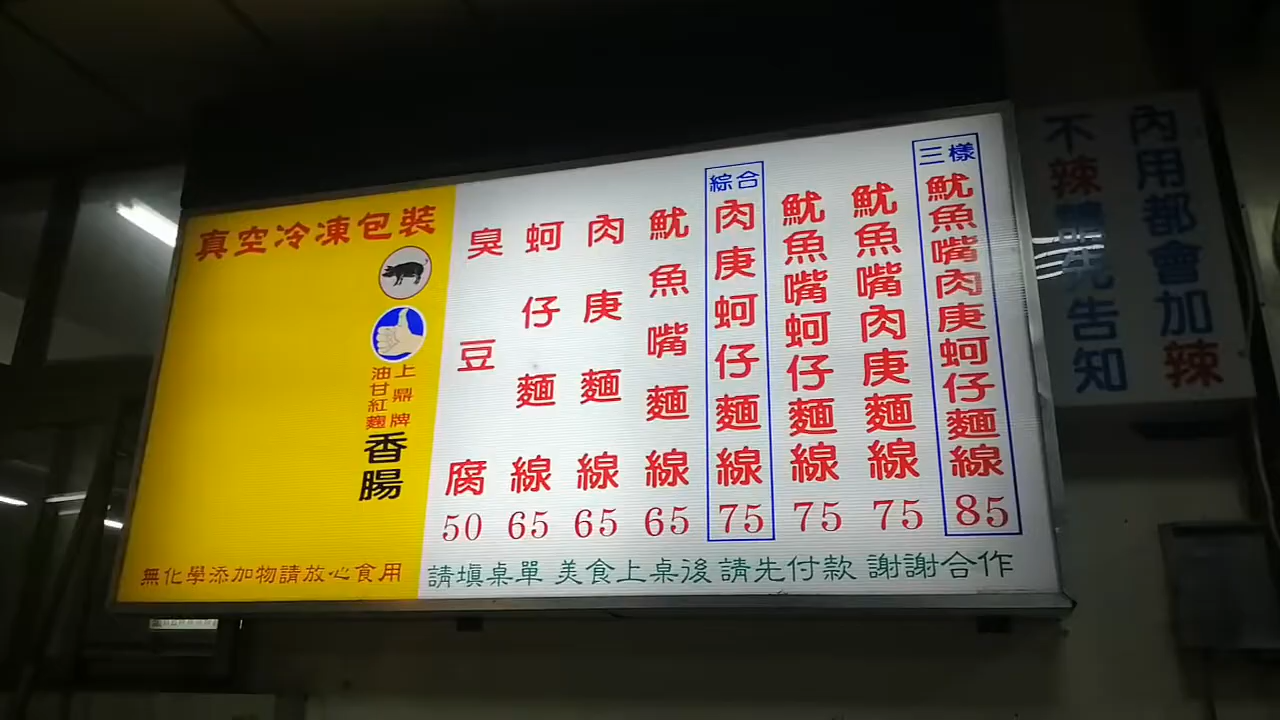 真空冷凍包裝
上鼎牌
油甘紅麴
香腸
無化學添加物請放心食用
臭豆腐 50
蚵仔麵線 65
肉庚麵線 65
魷魚嘴麵線 65
綜合
肉庚蚵仔麵線 75
魷魚嘴蚵仔麵線 75
魷魚嘴肉庚麵線 75
三樣
魷魚嘴肉庚蚵仔麵線 85
請填桌單 美食上桌後請先付款 謝謝合作
內用都會加辣
不辣請先告知